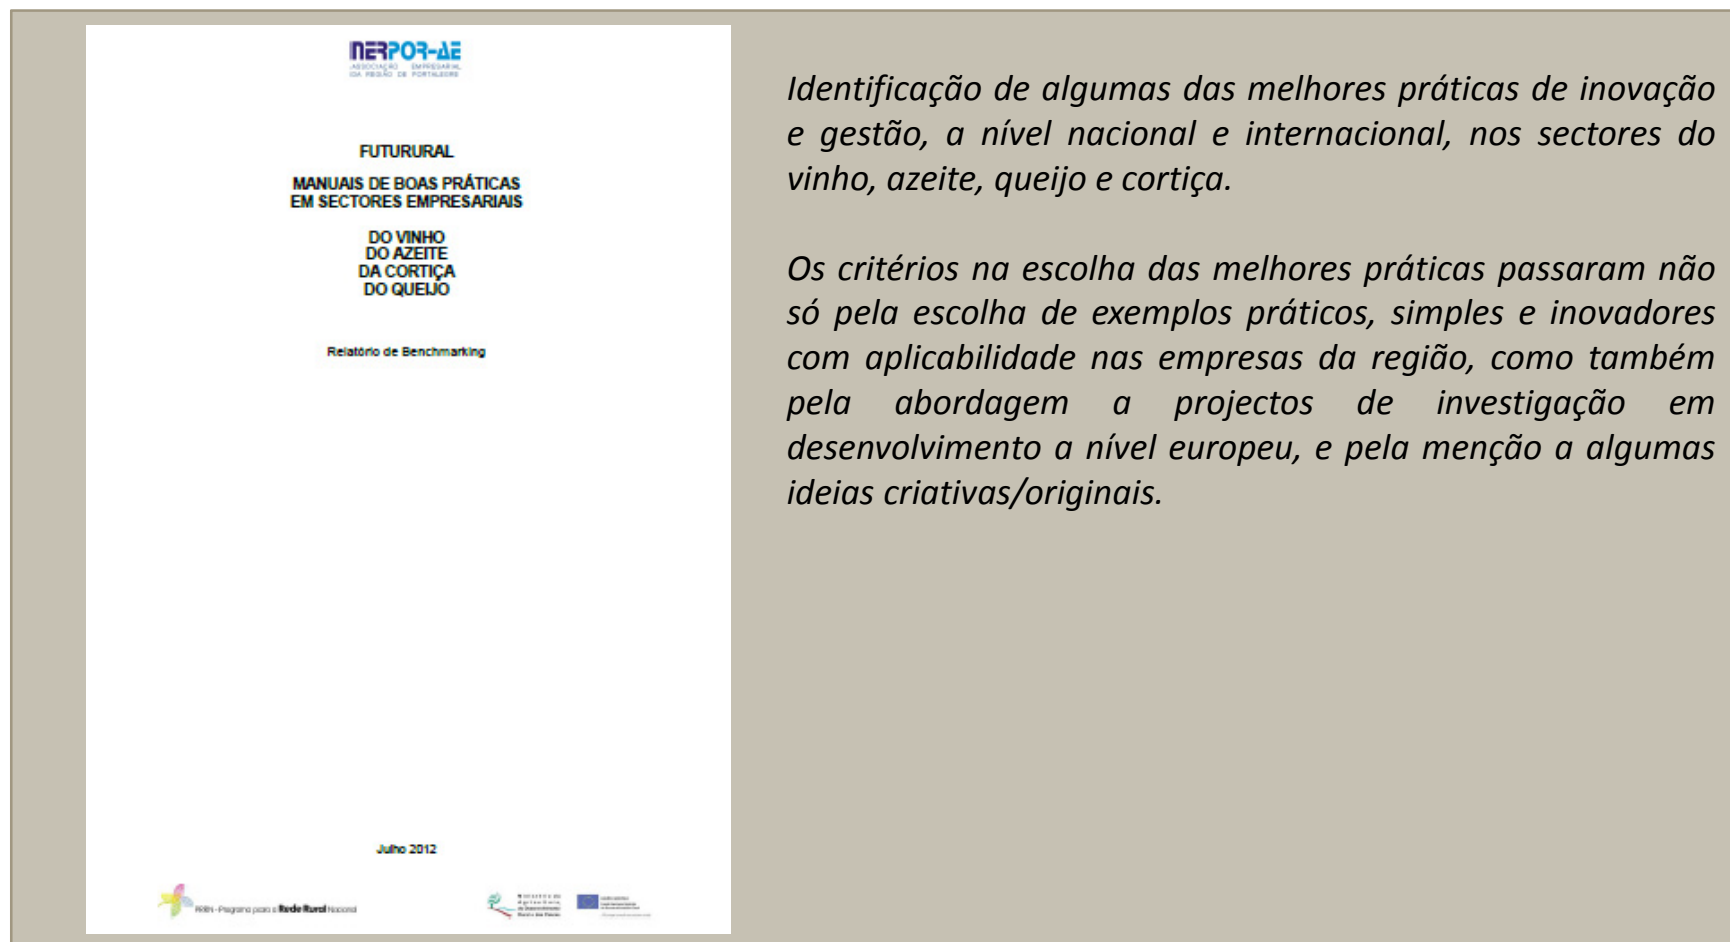 NERPOR-AE
ASSOCIAÇÃO EMPRESARIAL
DA REGIÃO DE PORTALEGRE
FUTURURAL
MANUAIS DE BOAS PRÁTICAS
EM SECTORES EMPRESARIAIS
DO VINHO
DO AZEITE
DA CORTIÇA
DO QUEIJO
Relatório de Benchmarking
Julho 2012
PRRN - Programa para a Rede Rural Nacional
Identificação de algumas das melhores práticas de inovação
e gestão, a nível nacional e internacional, nos sectores do
vinho, azeite, queijo e cortiça.
Os critérios na escolha das melhores práticas passaram não
só pela escolha de exemplos práticos, simples e inovadores
com aplicabilidade nas empresas da região, como também
pela abordagem a projectos de investigação em
desenvolvimento a nível europeu, e pela menção a algumas
ideias criativas/originais.